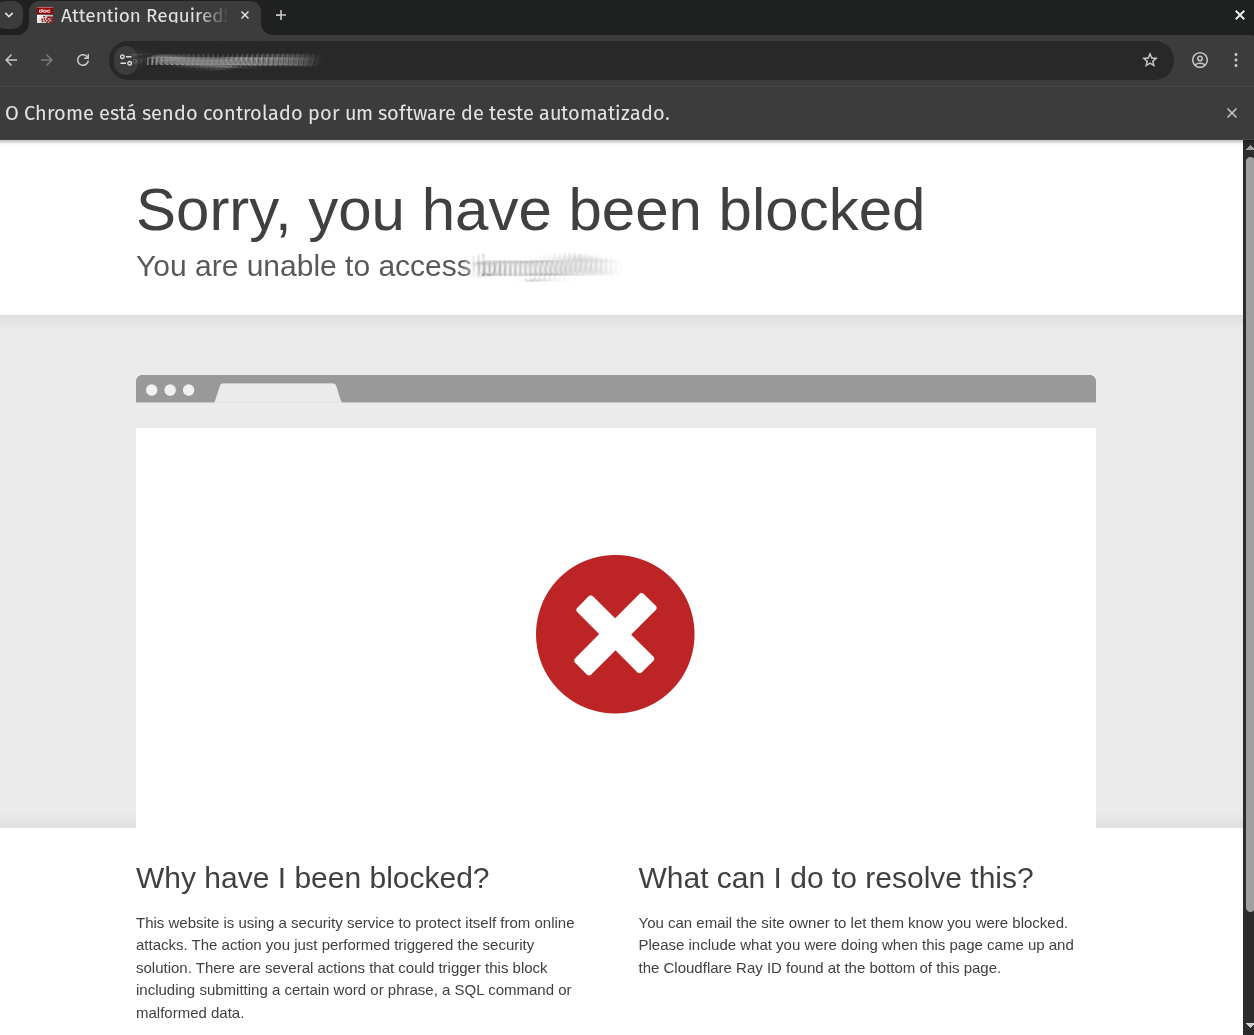 Attention Required!
O Chrome está sendo controlado por um software de teste automatizado.
Sorry, you have been blocked
You are unable to access
Why have I been blocked?
This website is using a security service to protect itself from online
attacks. The action you just performed triggered the security
solution. There are several actions that could trigger this block
including submitting a certain word or phrase, a SQL command or
malformed data.
What can I do to resolve this?
You can email the site owner to let them know you were blocked.
Please include what you were doing when this page came up and
the Cloudflare Ray ID found at the bottom of this page.